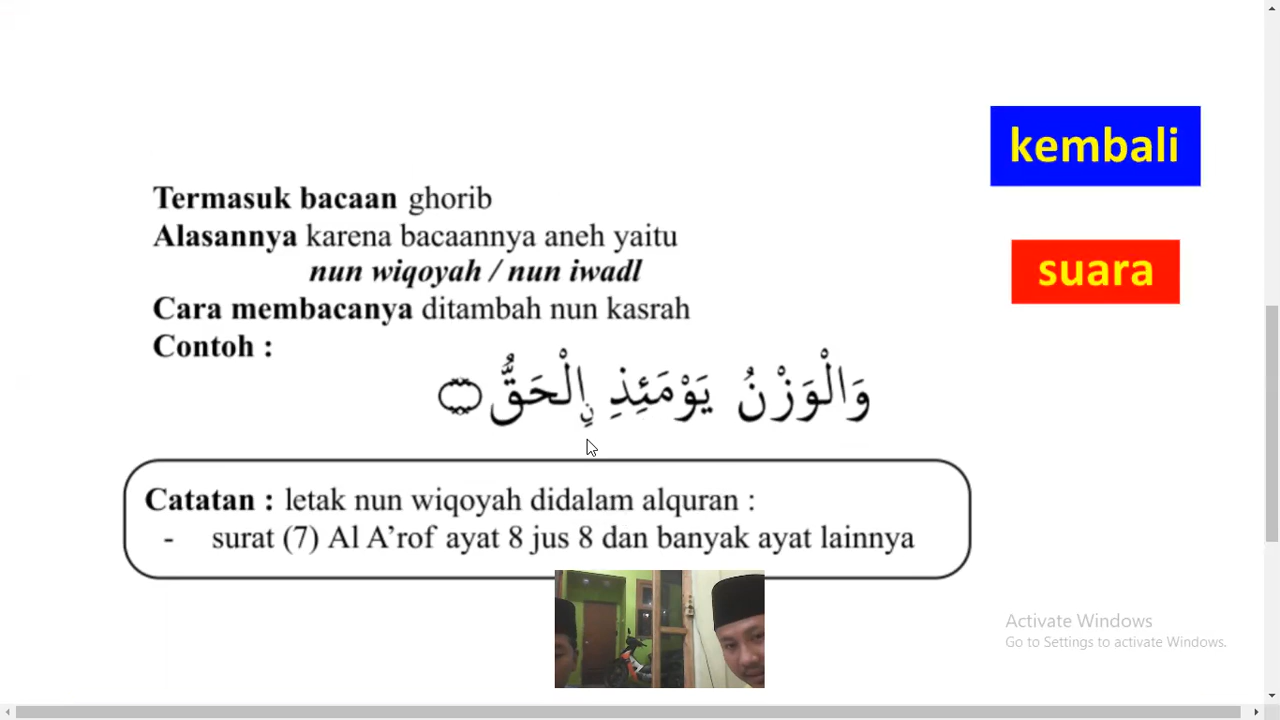 kembali
Termasuk bacaan ghorib
Alasannya karena bacaannya aneh yaitu
nun wiqoyah / nun iwadl
suara
Cara membacanya ditambah nun kasrah
Contoh :
وَالْوَزْنُ يَوْمَئِذِ نِ اِلْحَقُّ
Catatan : letak nun wiqoyah didalam alquran :
- surat (7) Al A’rof ayat 8 jus 8 dan banyak ayat lainnya
Activate Windows
Go to Settings to activate Windows.